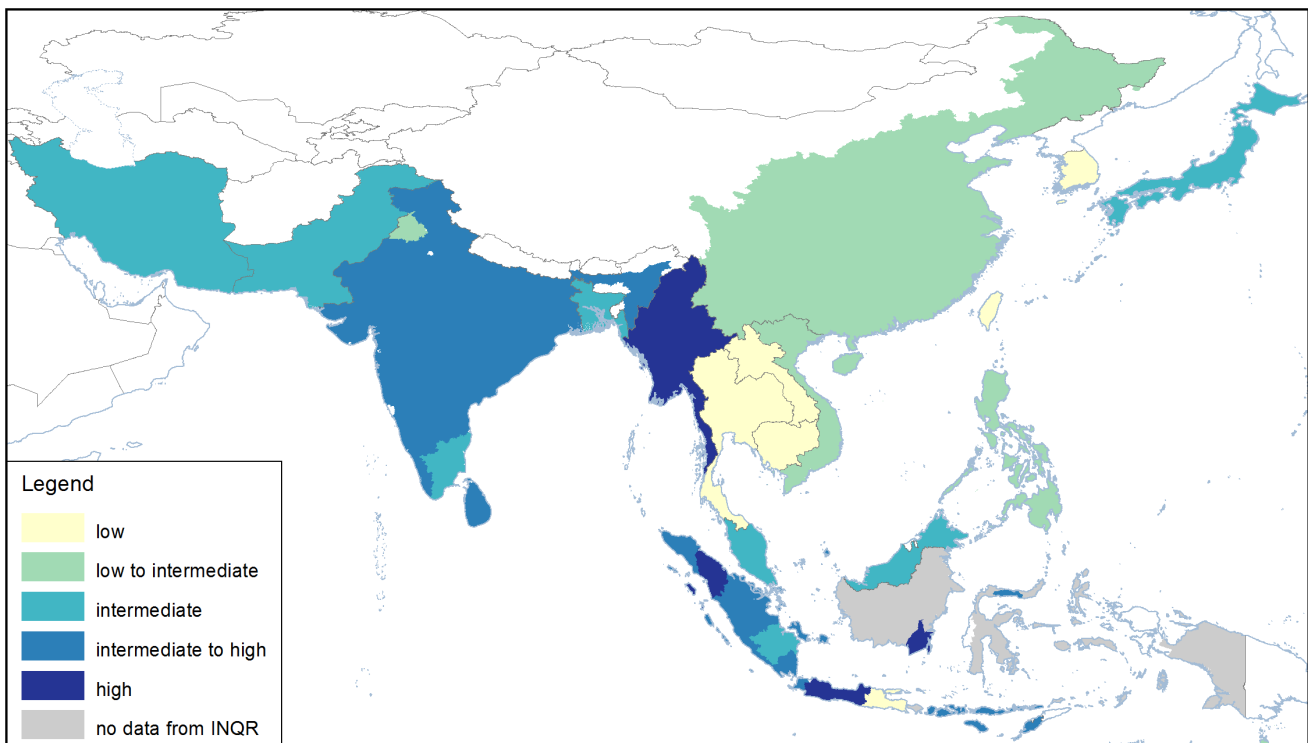 Legend
low
low to intermediate
intermediate
intermediate to high
high
no data from INQR